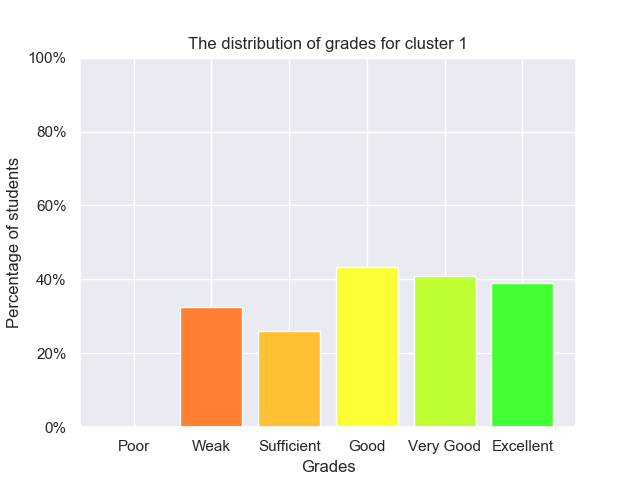 The distribution of grades for cluster 1
100%
80%
60%
40%
20%
0%
Percentage of students
Poor Weak Sufficient Good Very Good Excellent
Grades